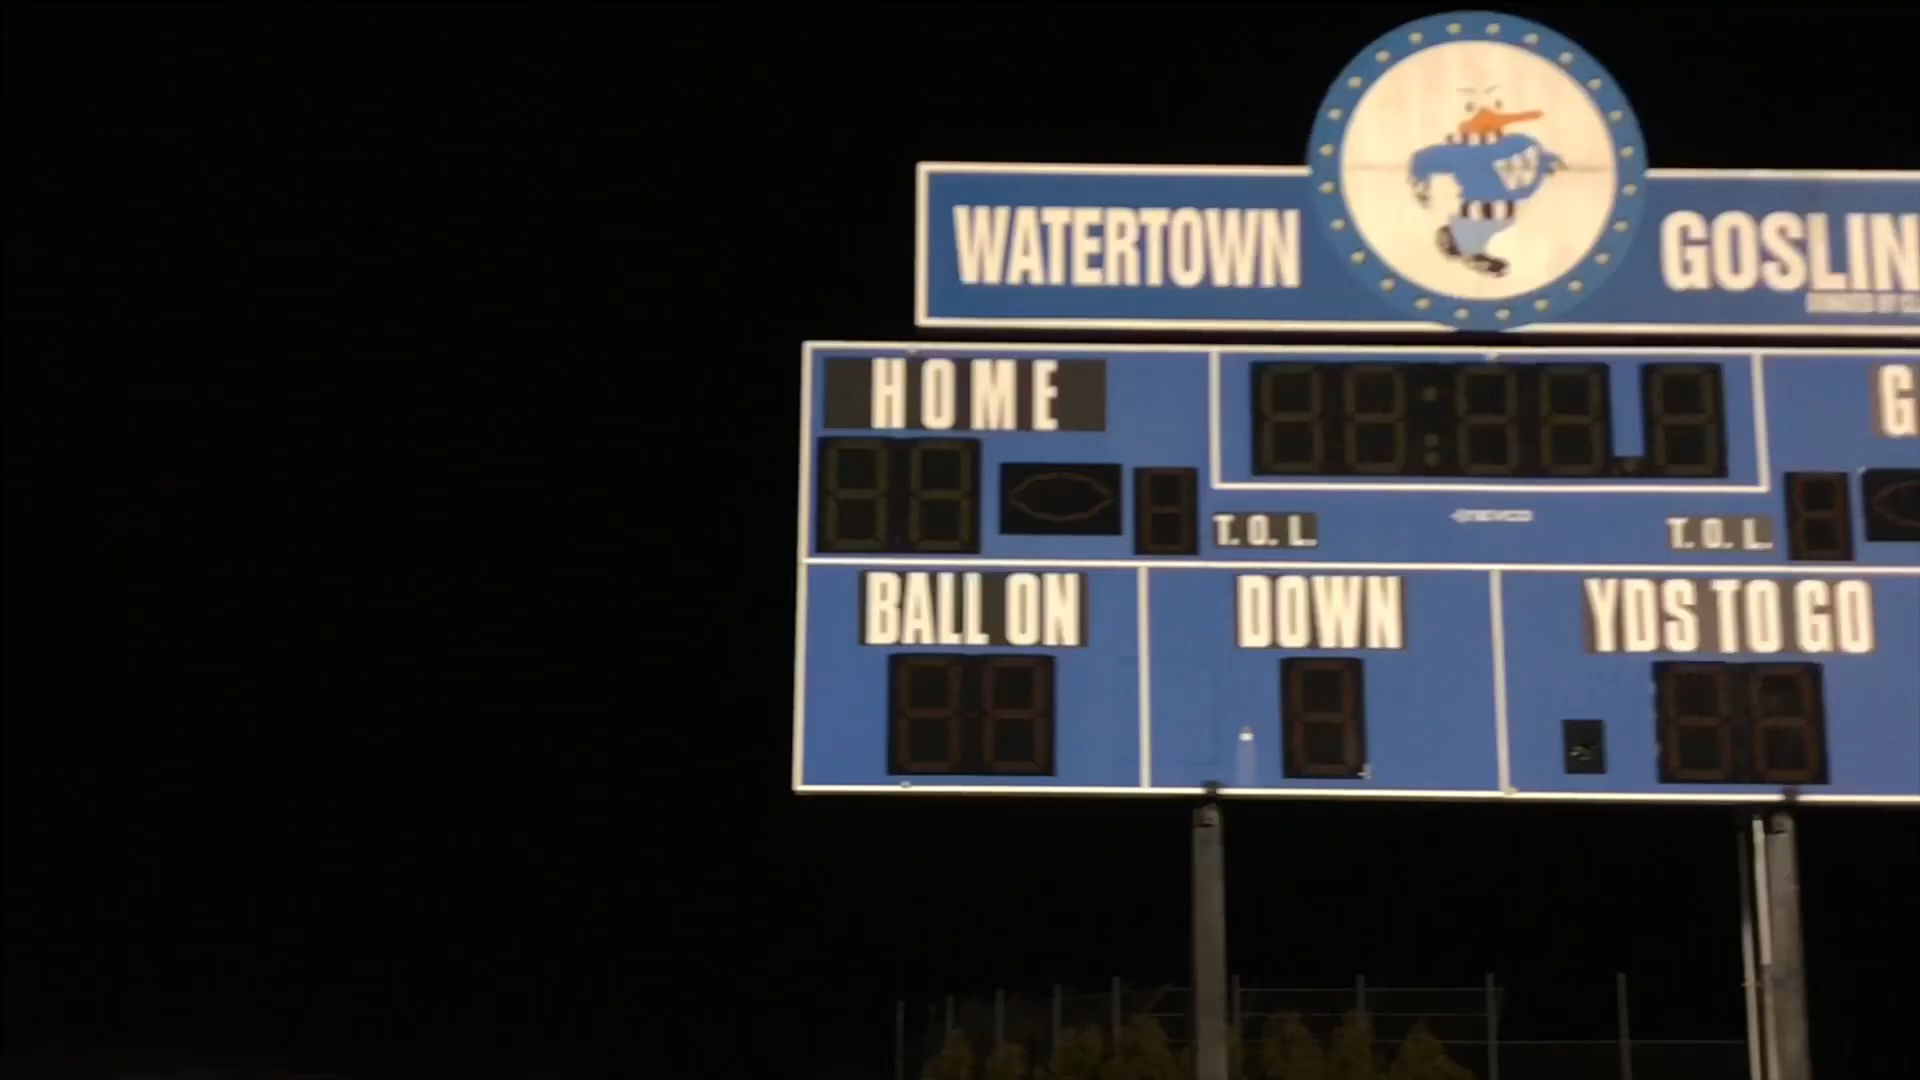 WATERTOWN
GOSLIN
W
HOME
G
T.O.L.
T.O.L.
BALL ON
DOWN
YDS TO GO